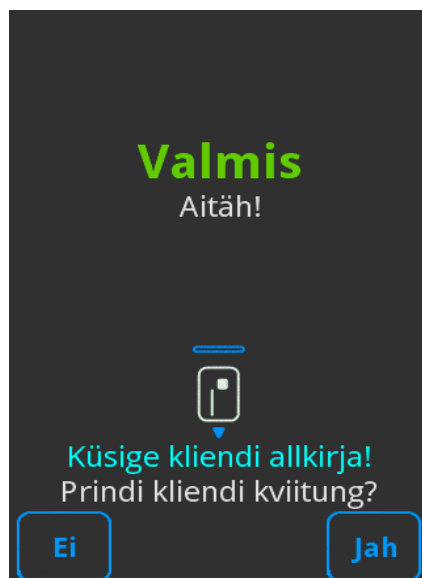 Valmis
Aitäh!
Küsige kliendi allkirja!
Prindi kliendi kviitung?
Ei
Jah